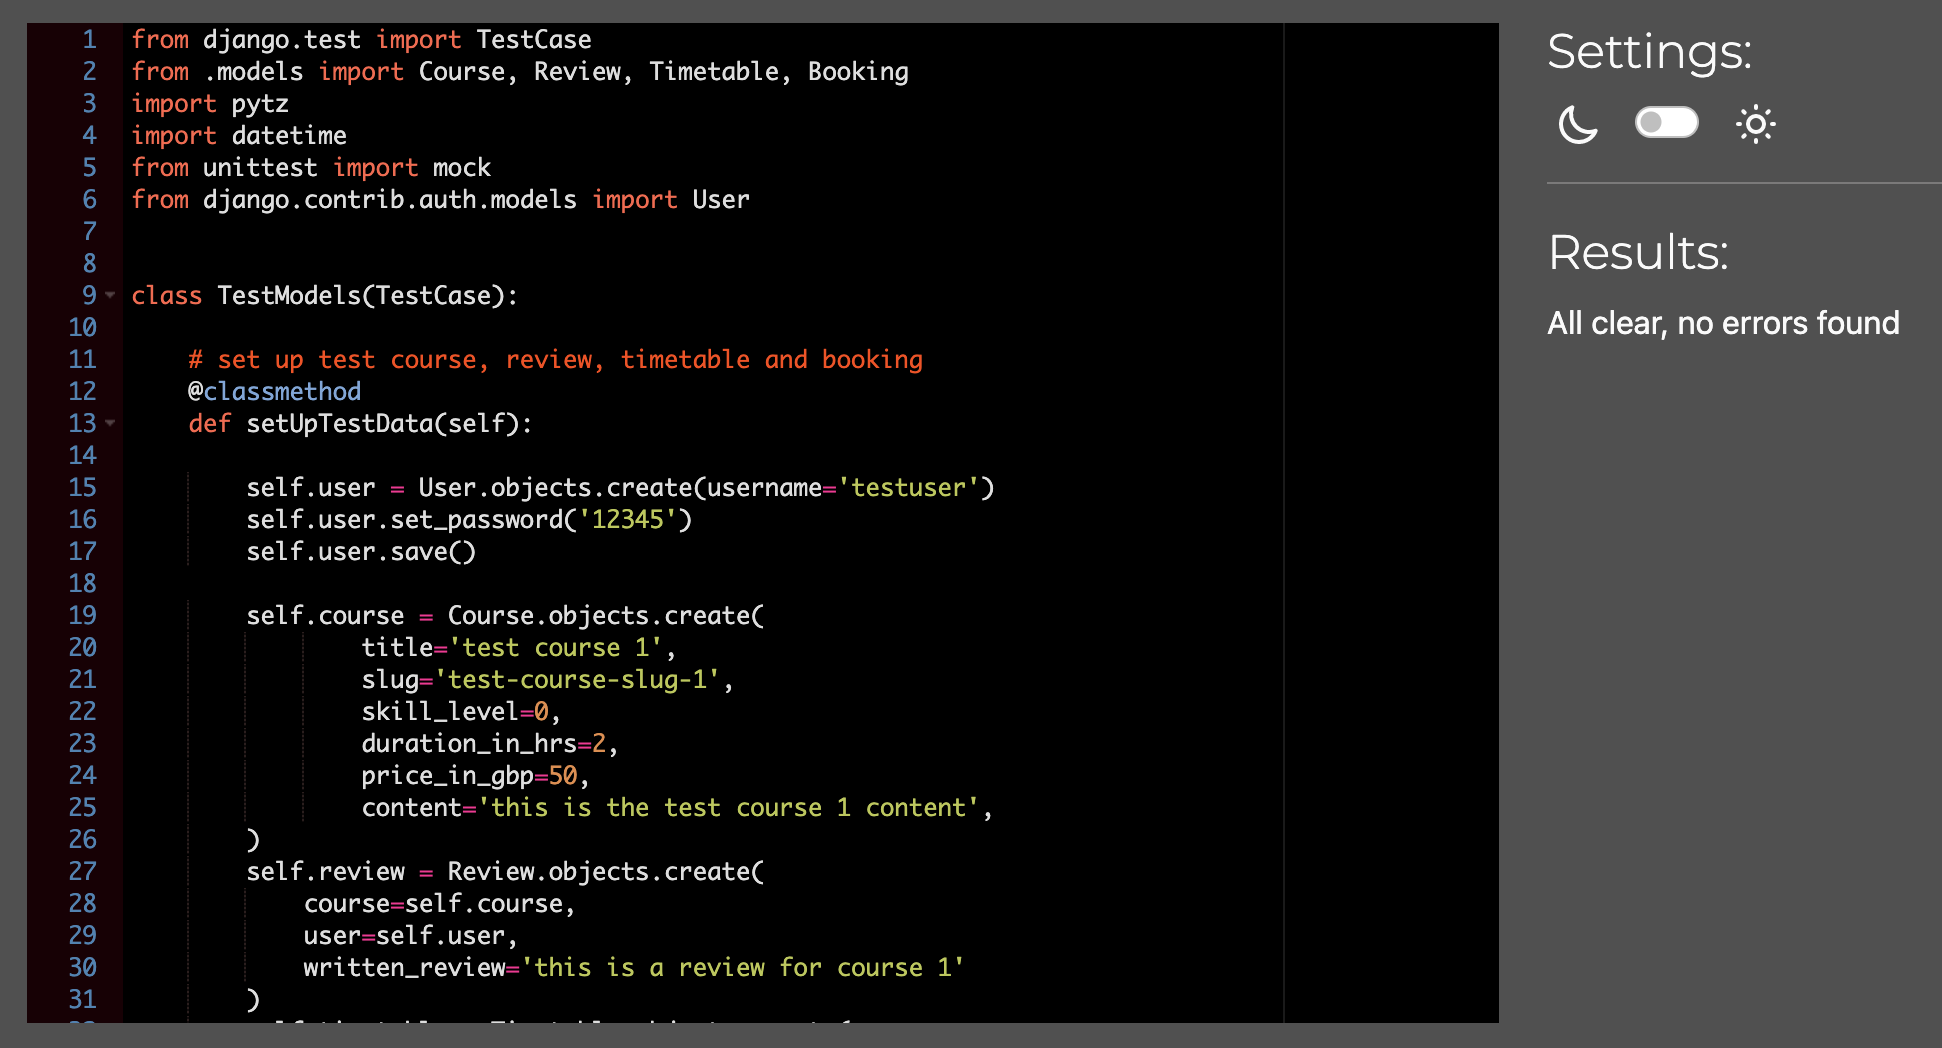 1 from django.test import TestCase
2 from .models import Course, Review, Timetable, Booking
3 import pytz
4 import datetime
5 from unittest import mock
6 from django.contrib.auth.models import User
7
8
9 class TestModels(TestCase):
10
11     # set up test course, review, timetable and booking
12     @classmethod
13     def setUpTestData(self):
14
15         self.user = User.objects.create(username='testuser')
16         self.user.set_password('12345')
17         self.user.save()
18
19         self.course = Course.objects.create(
20                 title='test course 1',
21                 slug='test-course-slug-1',
22                 skill_level=0,
23                 duration_in_hrs=2,
24                 price_in_gbp=50,
25                 content='this is the test course 1 content',
26         )
27         self.review = Review.objects.create(
28             course=self.course,
29             user=self.user,
30             written_review='this is a review for course 1'
31         )
Settings:
Results:
All clear, no errors found